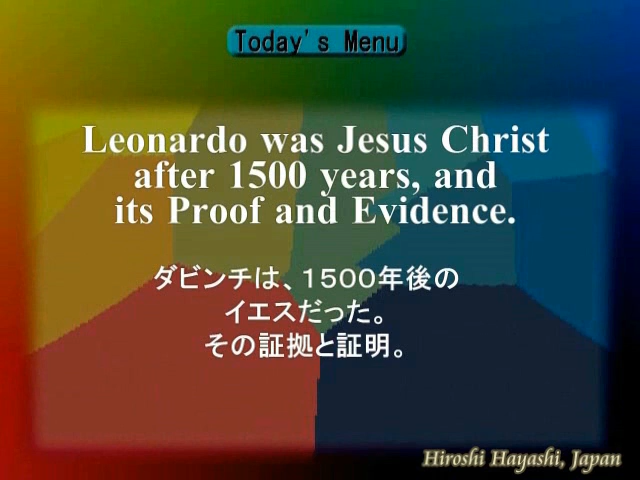 Today's Menu
Leonardo was Jesus Christ
after 1500 years, and
its Proof and Evidence.
ダビンチは、１５００年後の
イエスだった。
その証拠と証明。
Hiroshi Hayashi, Japan